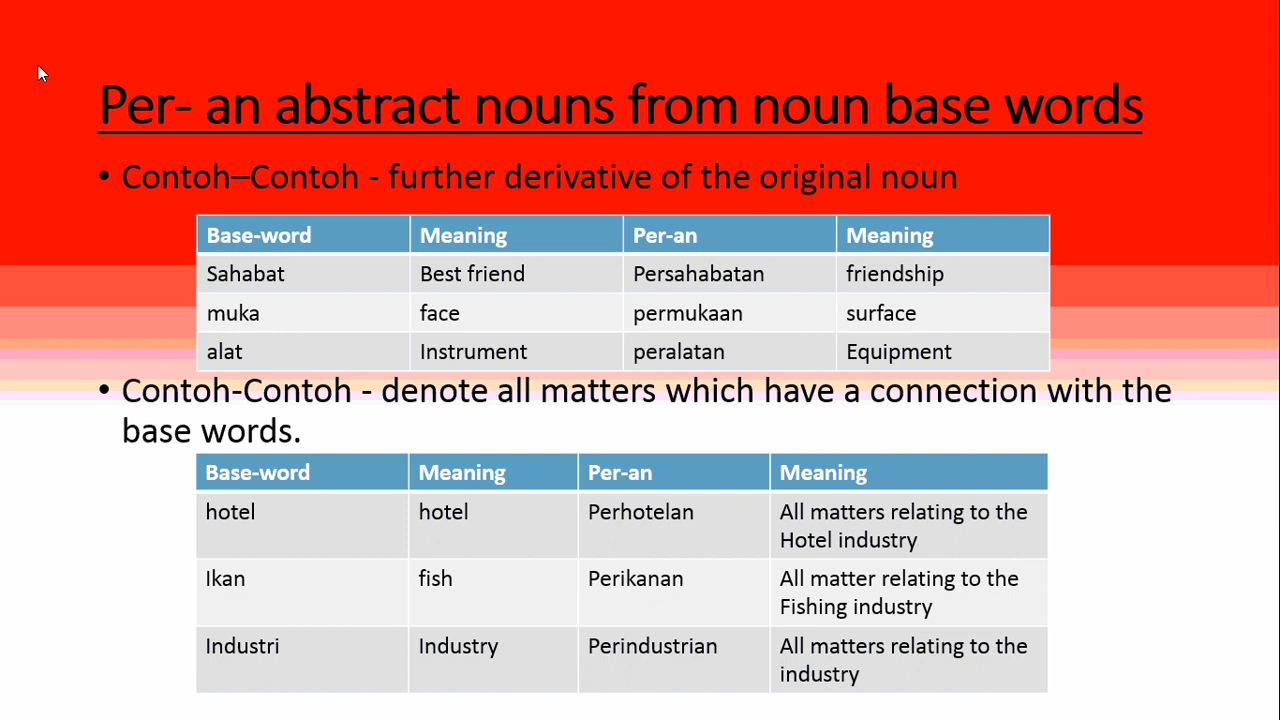 Per- an abstract nouns from noun base words
• Contoh–Contoh - further derivative of the original noun
Base-word Meaning Per-an Meaning
Sahabat Best friend Persahabatan friendship
muka face permukaan surface
alat Instrument peralatan Equipment
• Contoh-Contoh - denote all matters which have a connection with the
base words.
Base-word Meaning Per-an Meaning
hotel hotel Perhotelan All matters relating to the
Hotel industry
Ikan fish Perikanan All matter relating to the
Fishing industry
Industri Industry Perindustrian All matters relating to the
industry